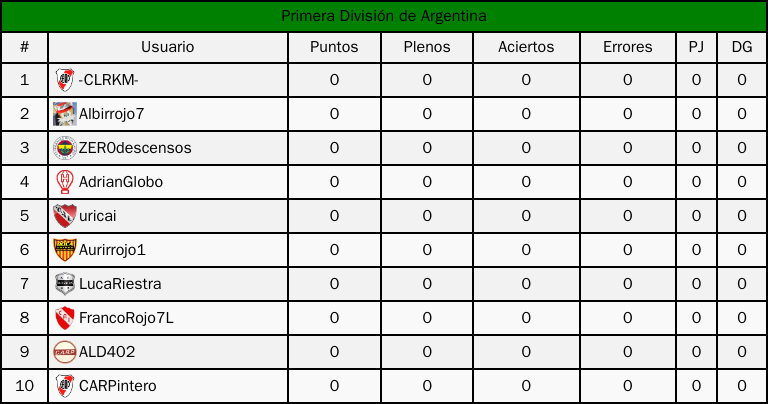 Primera División de Argentina
# Usuario Puntos Plenos Aciertos Errores PJ DG
1 -CLRKM- 0 0 0 0 0 0
2 Albirrojo7 0 0 0 0 0 0
3 ZER0descensos 0 0 0 0 0 0
4 AdrianGlobo 0 0 0 0 0 0
5 uricai 0 0 0 0 0 0
6 Aurirrojo1 0 0 0 0 0 0
7 LucaRiestra 0 0 0 0 0 0
8 FrancoRojo7L 0 0 0 0 0 0
9 ALD402 0 0 0 0 0 0
10 CARPintero 0 0 0 0 0 0